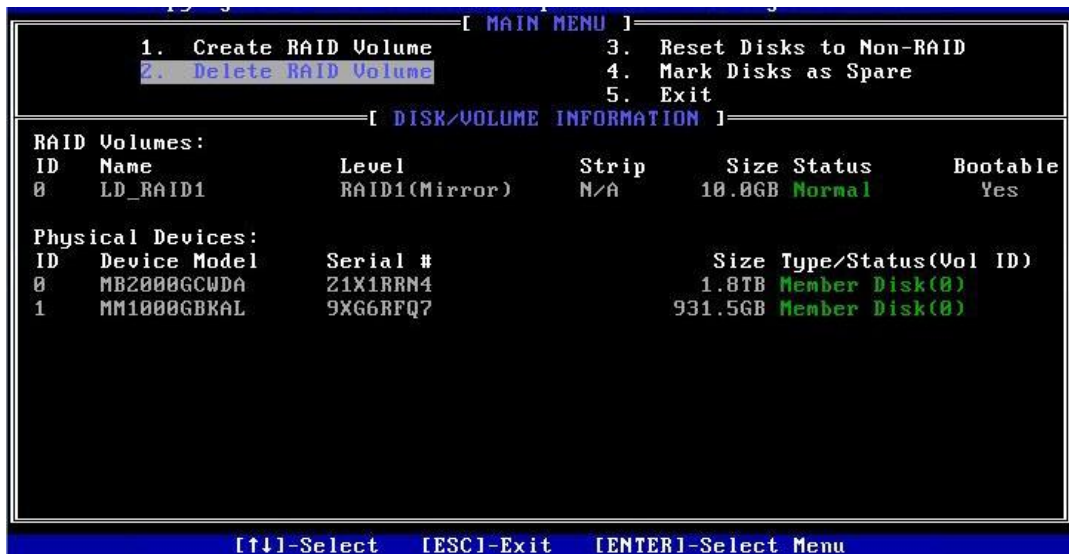 [ MAIN MENU ]
1. Create RAID Volume 3. Reset Disks to Non-RAID
2. Delete RAID Volume 4. Mark Disks as Spare
5. Exit
[ DISK/VOLUME INFORMATION ]
RAID Volumes:
ID Name Level Strip Size Status Bootable
0 LD_RAID1 RAID1(Mirror) N/A 10.0GB Normal Yes
Physical Devices:
ID Device Model Serial # Size Type/Status(Vol ID)
0 MB2000GCWDA Z1X1RRN4 1.8TB Member Disk(0)
1 MM1000GBKAL 9XG6RFQ7 931.5GB Member Disk(0)
[↑↓]-Select [ESC]-Exit [ENTER]-Select Menu